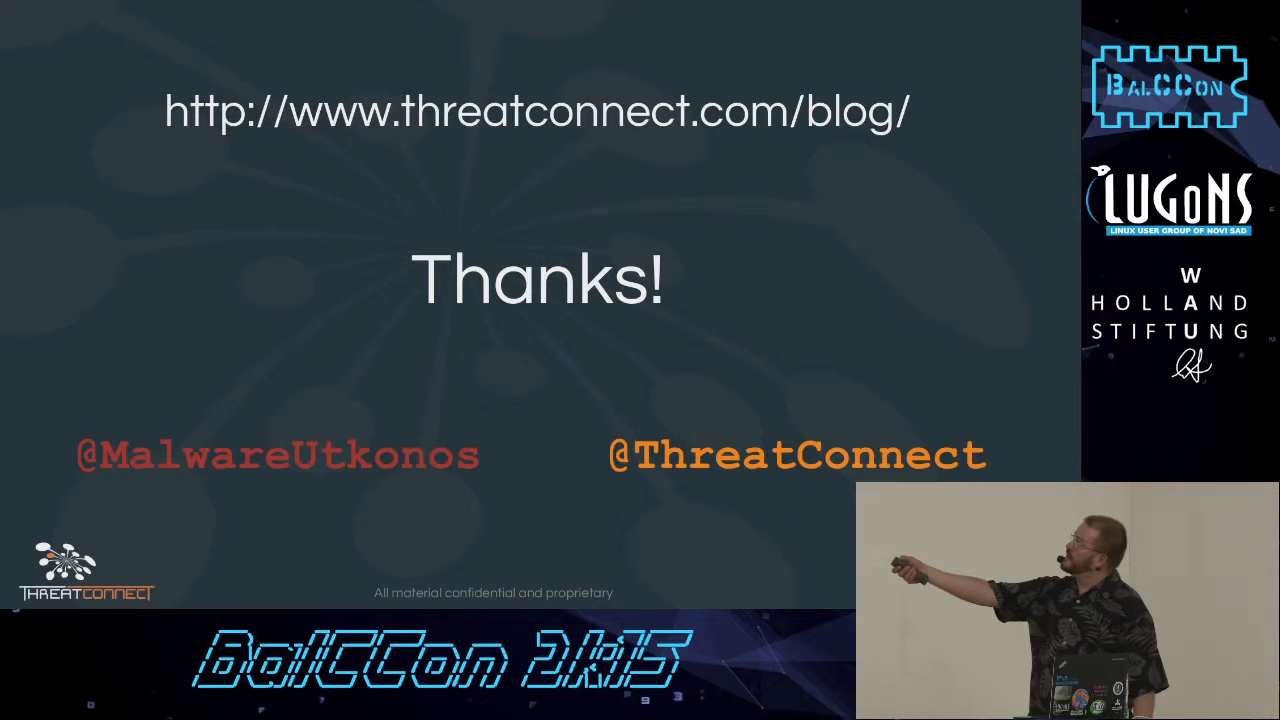 http://www.threatconnect.com/blog/
Thanks!
@MalwareUtkonos
@ThreatConnect
THREATCONNECT
All material confidential and proprietary
BALCCON
LUGONS
LINUX USER GROUP OF NOVI SAD
W
HOLLAND
STIFTUNG
BalCCon 2k15